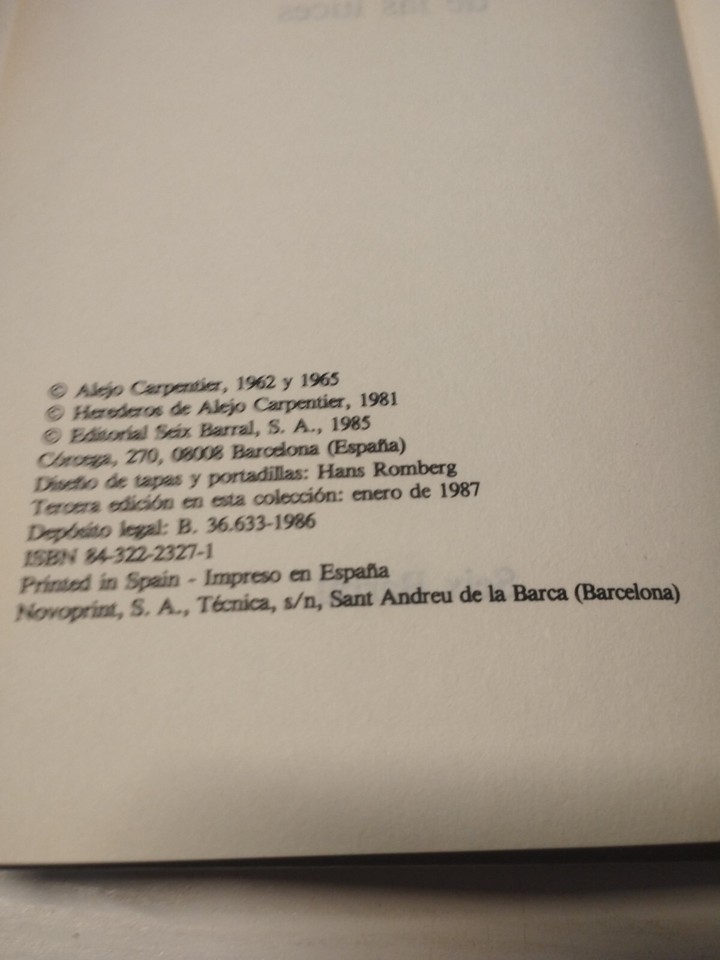 © Alejo Carpentier, 1962 y 1965
© Herederos de Alejo Carpentier, 1981
© Editorial Seix Barral, S. A., 1985
Córcega, 270, 08008 Barcelona (España)
Diseño de tapas y portadillas: Hans Romberg
Tercera edición en esta colección: enero de 1987
Depósito legal: B. 36.633-1986
ISBN 84-322-2327-1
Printed in Spain - Impreso en España
Novoprint, S. A., Técnica, s/n, Sant Andreu de la Barca (Barcelona)